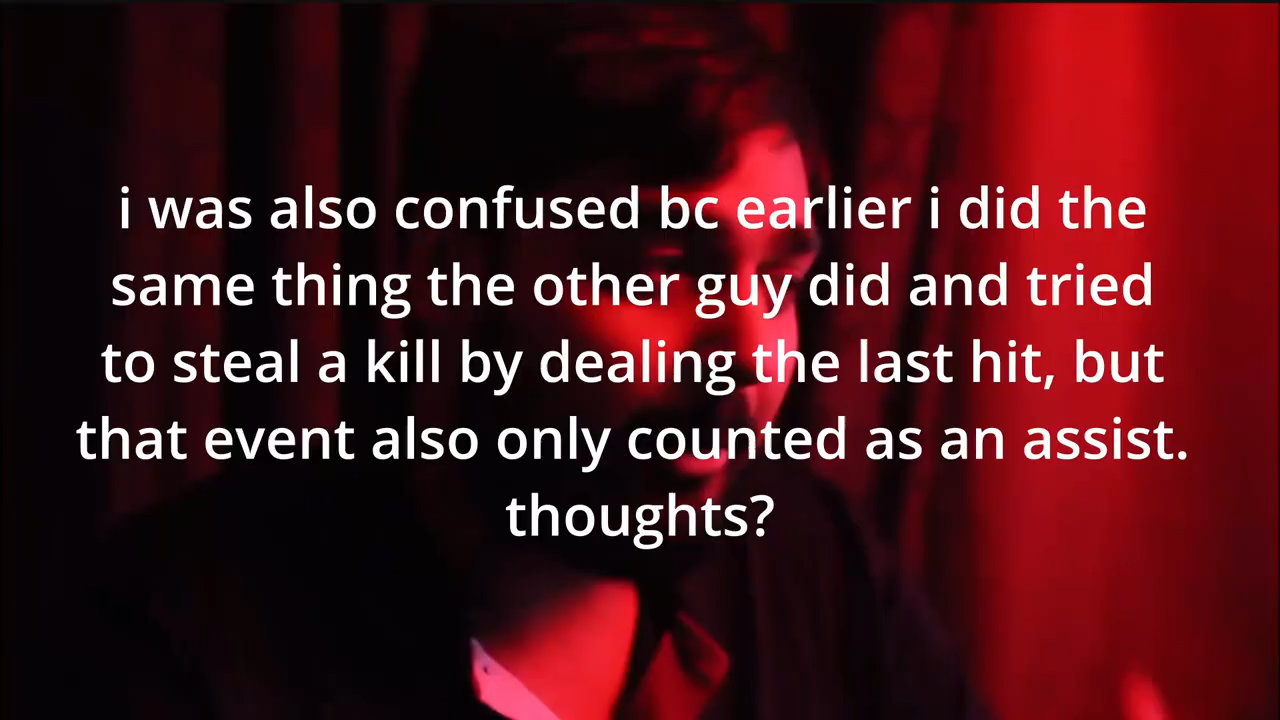 i was also confused bc earlier i did the
same thing the other guy did and tried
to steal a kill by dealing the last hit, but
that event also only counted as an assist.
thoughts?